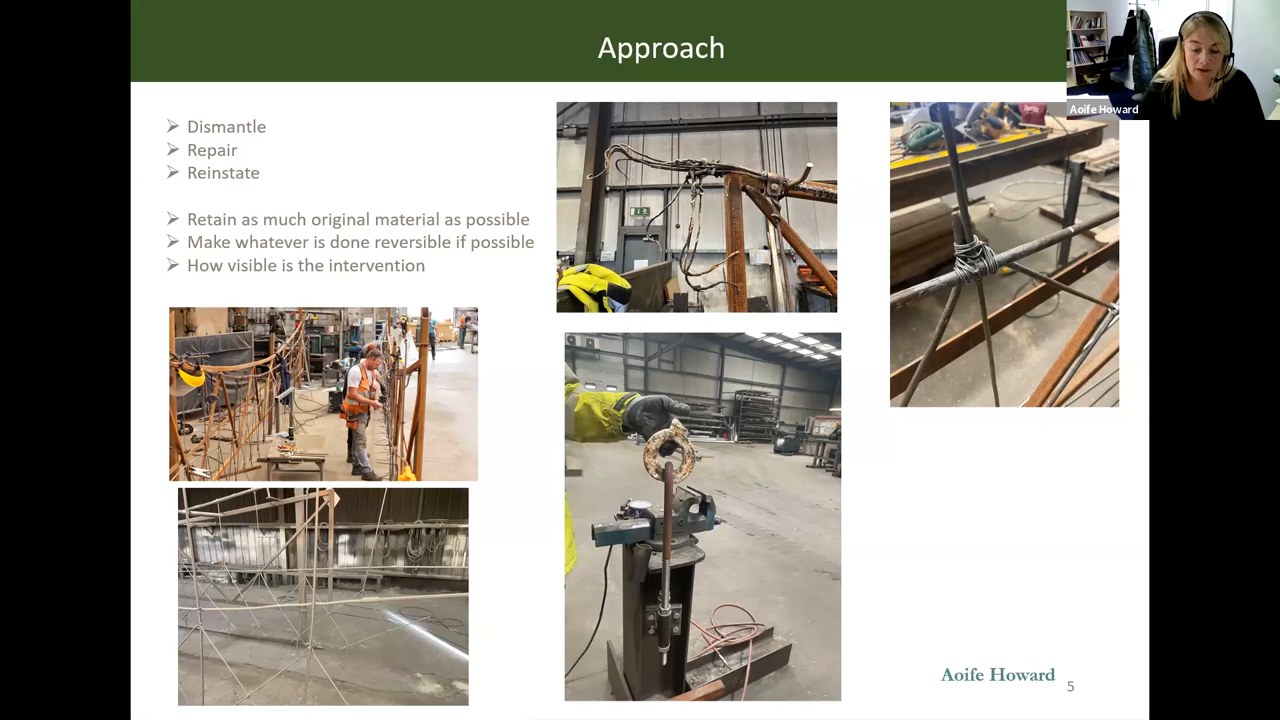 Approach
Aoife Howard
➢ Dismantle
➢ Repair
➢ Reinstate
➢ Retain as much original material as possible
➢ Make whatever is done reversible if possible
➢ How visible is the intervention
Aoife Howard
5